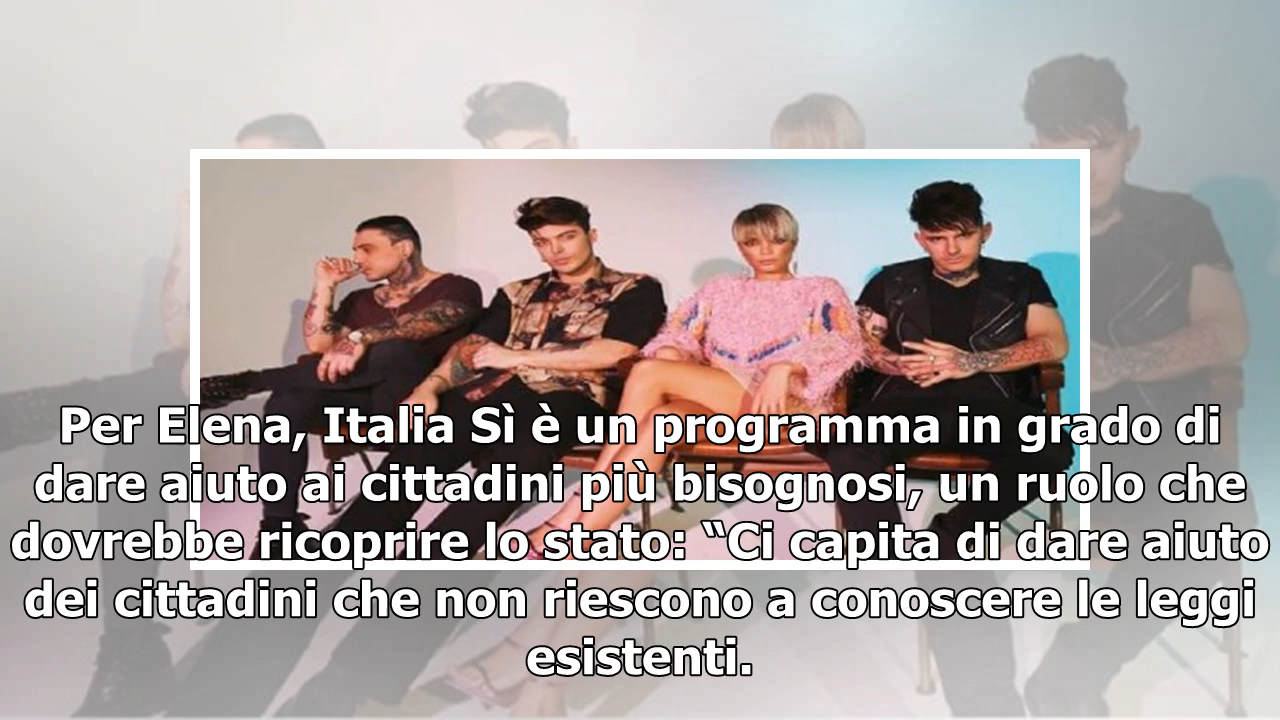 Per Elena, Italia Sì è un programma in grado di
dare aiuto ai cittadini più bisognosi, un ruolo che
dovrebbe ricoprire lo stato: “Ci capita di dare aiuto
dei cittadini che non riescono a conoscere le leggi
esistenti.